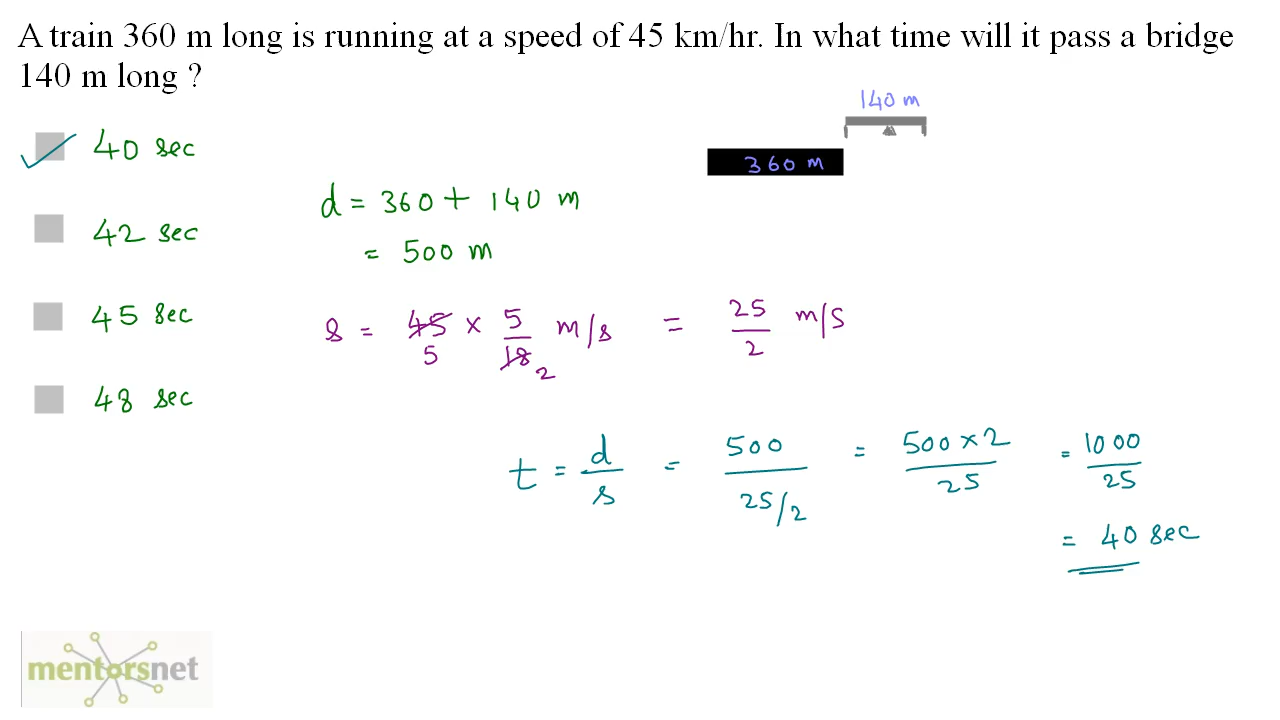 A train 360 m long is running at a speed of 45 km/hr. In what time will it pass a bridge
140 m long ?
140 m
360 m
40 sec
42 sec
45 sec
48 sec
d = 360 + 140 m
= 500 m
s = 45 5 × 5/18 2 m/s = 25/2 m/s
t = d/s = 500/(25/2) = 500×2/25 = 1000/25
= 40 sec
mentorsnet